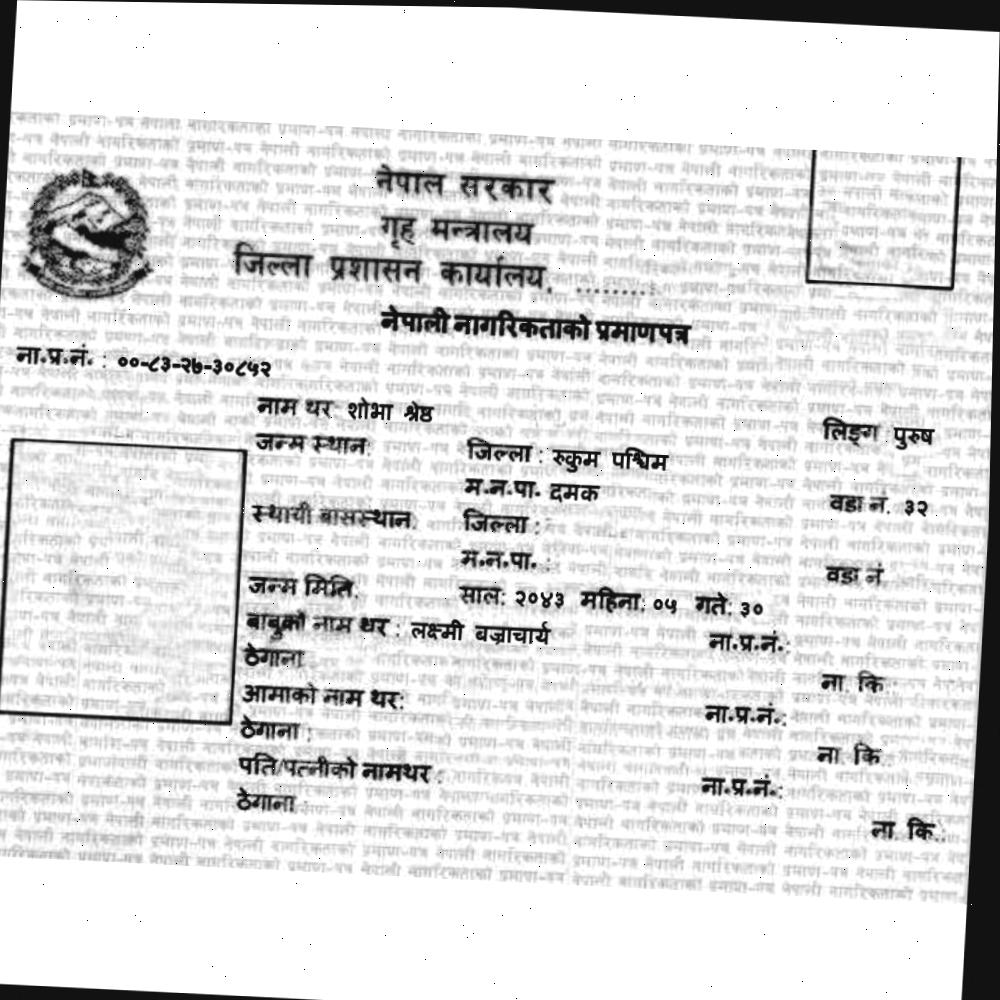 नेपाल सरकार
गृह मन्त्रालय
जिल्ला प्रशासन कार्यालय, ..........
नेपाली नागरिकताको प्रमाणपत्र
ना.प्र.नं. : ००-८३-२७-३०८५२
नाम थर: शोभा श्रेष्ठ लिङ्ग पुरुष
जन्म स्थान: जिल्ला : रुकुम पश्चिम
म.न.पा. दमक वडा नं. ३२
स्थायी बासस्थान: जिल्ला :
म.न.पा. : वडा नं.
जन्म मिति: साल: २०४३ महिना: ०५ गते: ३०
बाबुको नाम थर : लक्ष्मी बज्राचार्य ना.प्र.नं.:
ठेगाना ना. कि.:
आमाको नाम थर: ना.प्र.नं.:
ठेगाना : ना. कि.:
पति/पत्नीको नामथर : ना.प्र.नं.:
ठेगाना : ना. कि.: